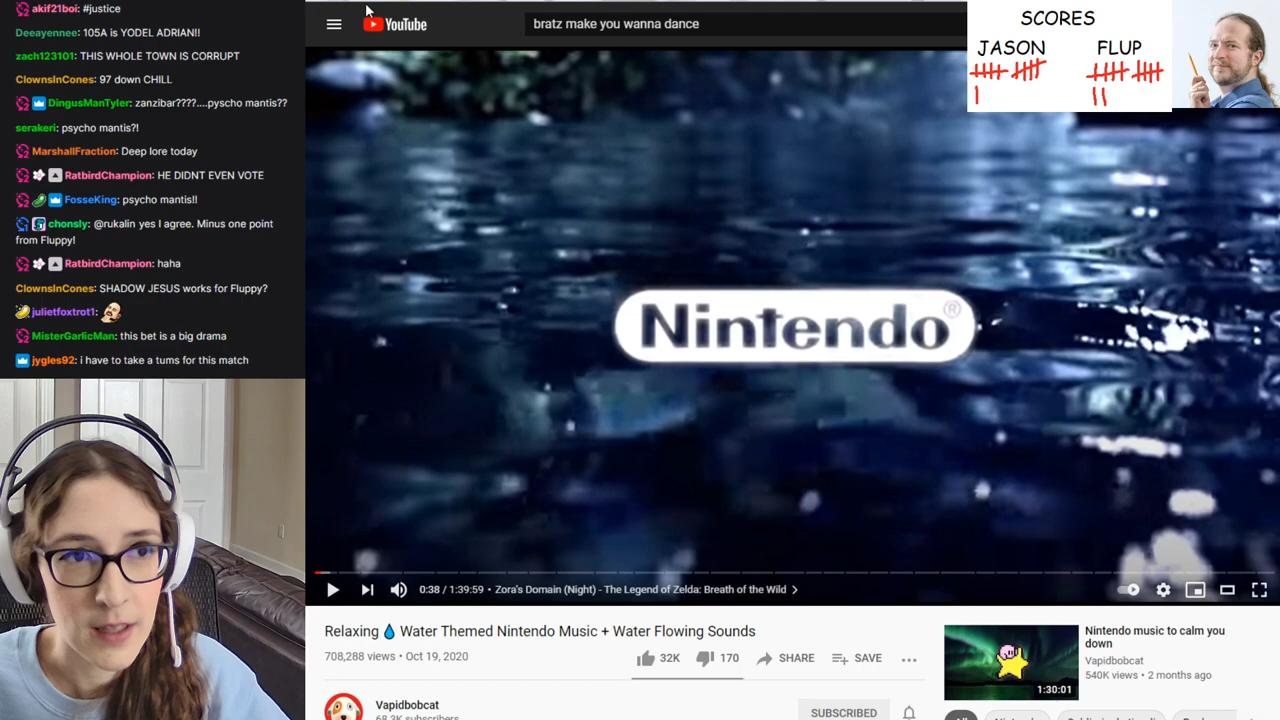 akif21boi: #justice
Deeayennee: 105A is YODEL ADRIAN!!
zach123101: THIS WHOLE TOWN IS CORRUPT
ClownsInCones: 97 down CHILL
DingusManTyler: zanzibar????....pyscho mantis??
serakeri: psycho mantis?!
MarshallFraction: Deep lore today
RatbirdChampion: HE DIDNT EVEN VOTE
FosseKing: psycho mantis!!
chonsly: @rukalin yes I agree. Minus one point
from Fluppy!
RatbirdChampion: haha
ClownsInCones: SHADOW JESUS works for Fluppy?
julietfoxtrot1:
MisterGarlicMan: this bet is a big drama
jygles92: i have to take a tums for this match
YouTube
bratz make you wanna dance
SCORES
JASON FLUP
Nintendo®
0:38 / 1:39:59 • Zora's Domain (Night) - The Legend of Zelda: Breath of the Wild
Relaxing 💧 Water Themed Nintendo Music + Water Flowing Sounds
708,288 views • Oct 19, 2020
32K 170 SHARE SAVE
Vapidbobcat
68.3K subscribers
SUBSCRIBED
Nintendo music to calm you
down
Vapidbobcat
540K views • 2 months ago
1:30:01